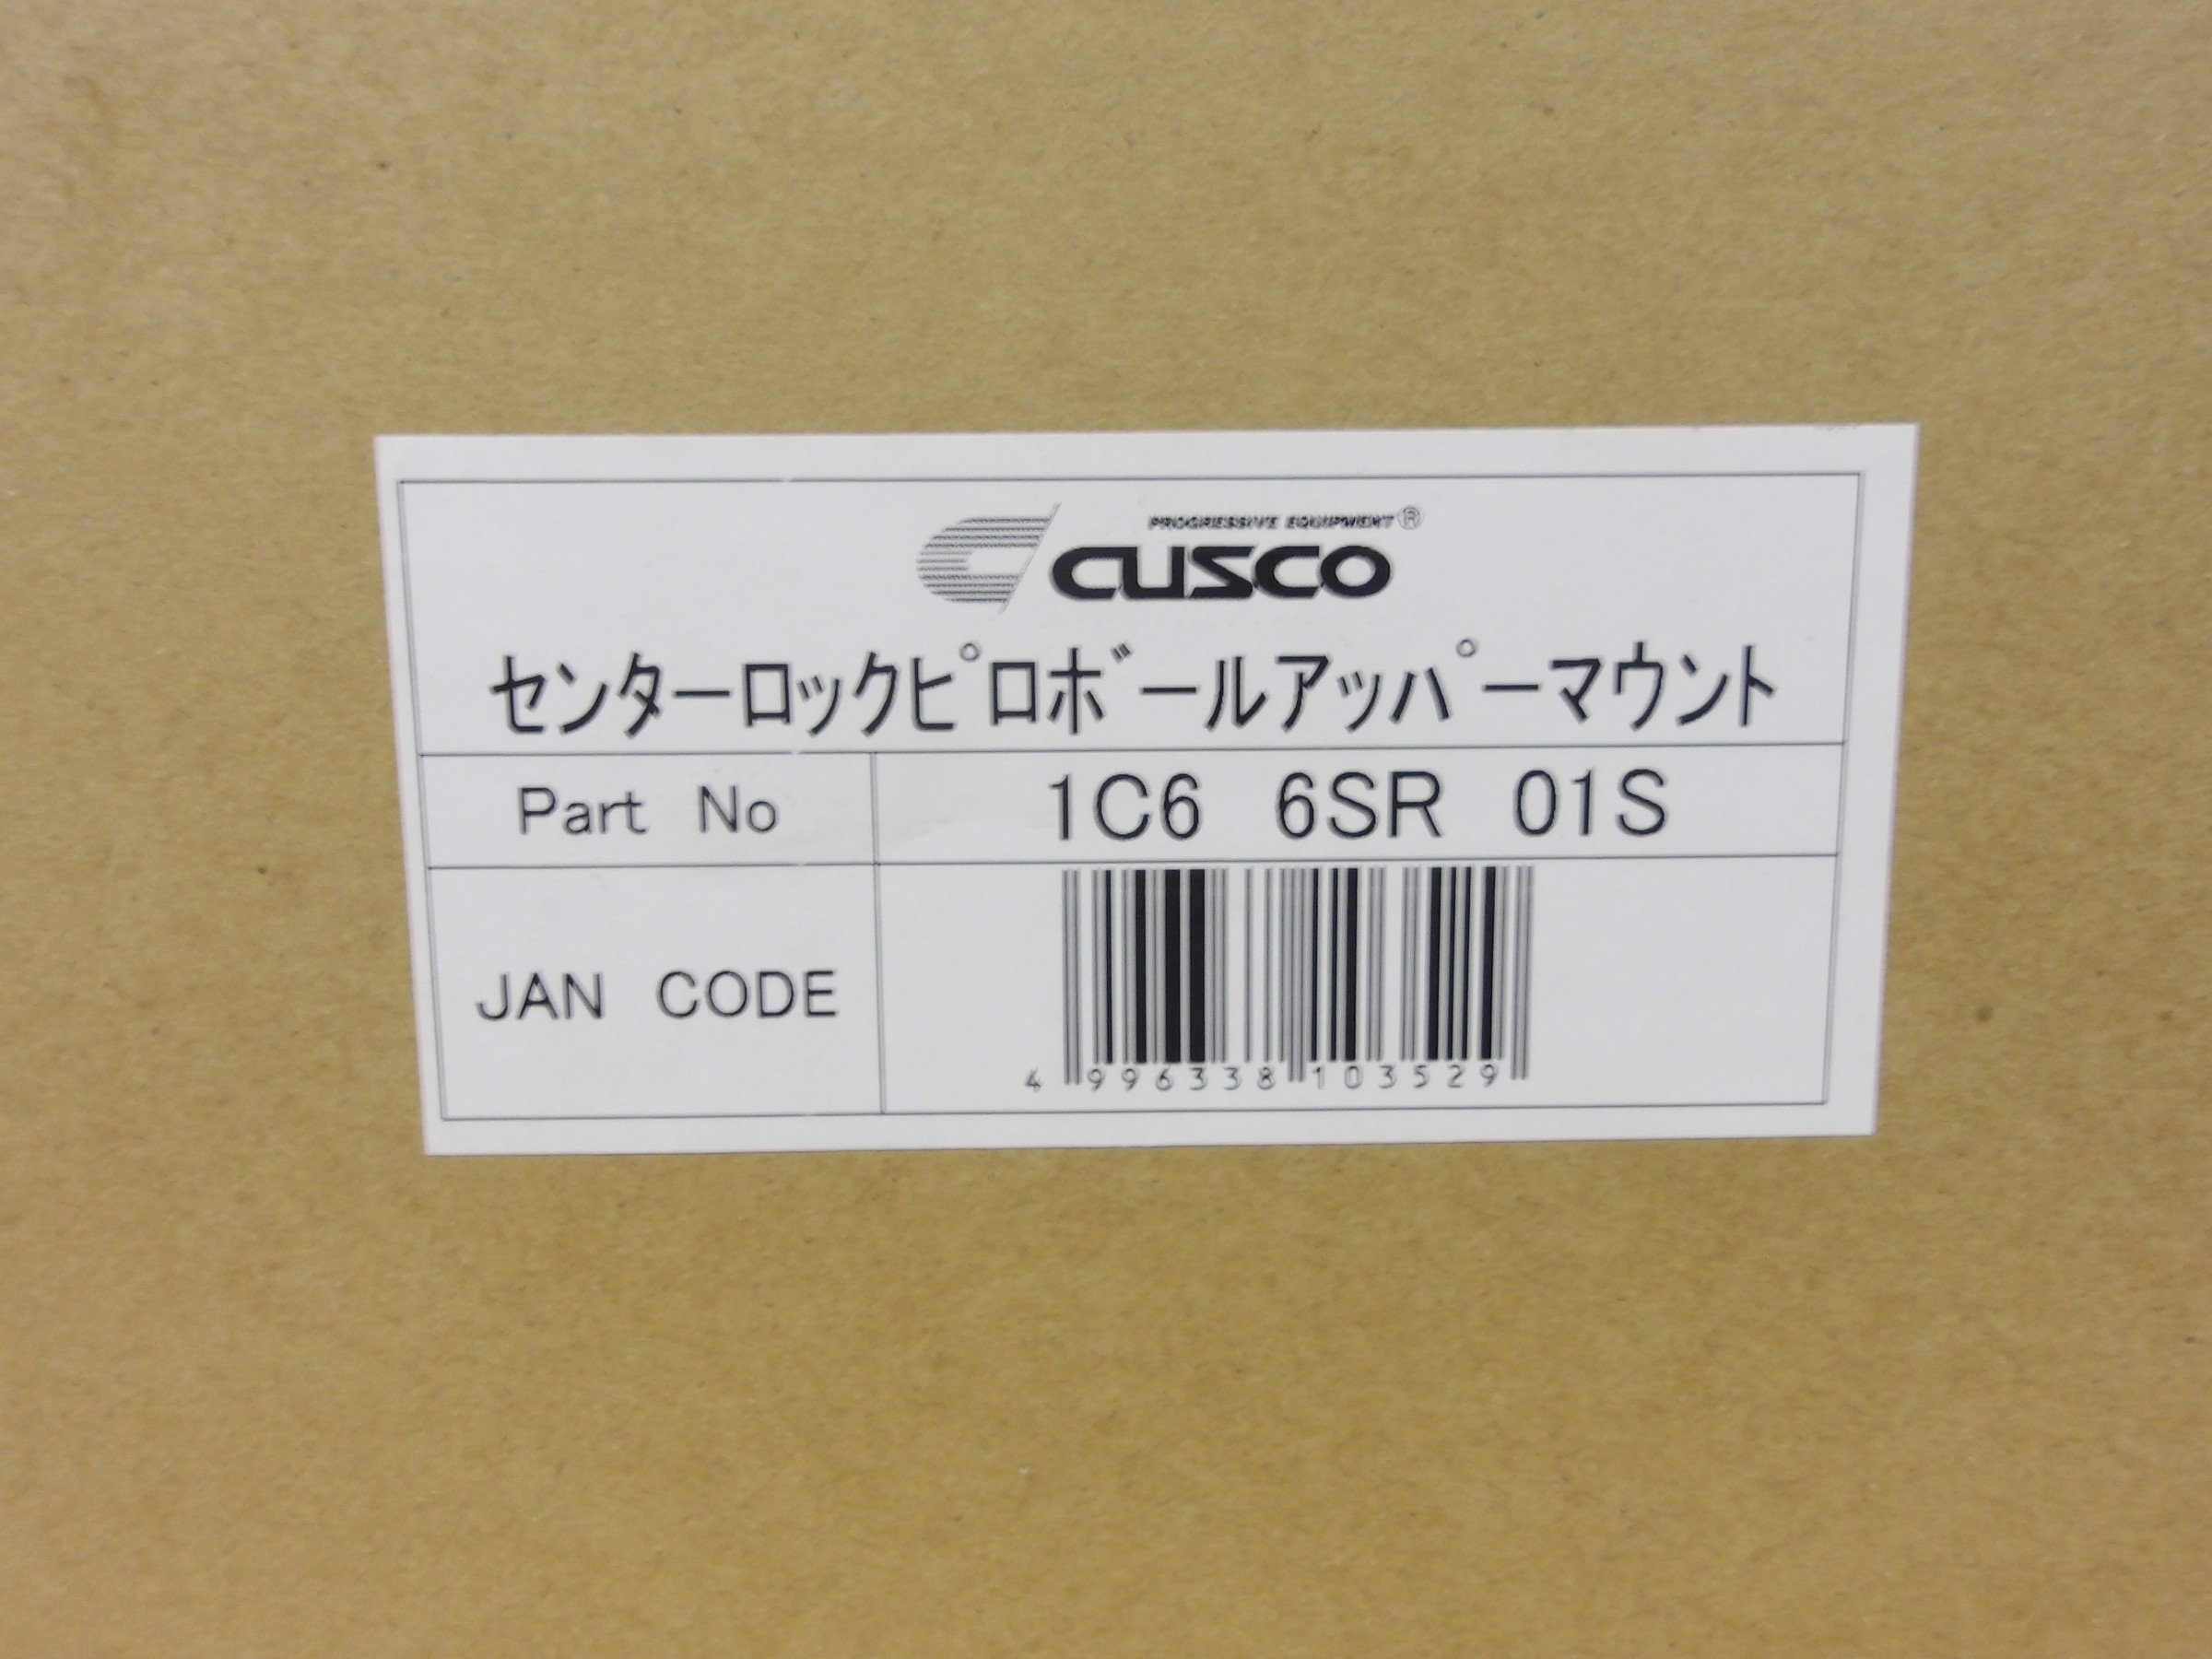 PROGRESSIVE EQUIPMENT®
CUSCO
センターロックピロボールアッパーマウント
Part No 1C6 6SR 01S
JAN CODE
4 996338 103529